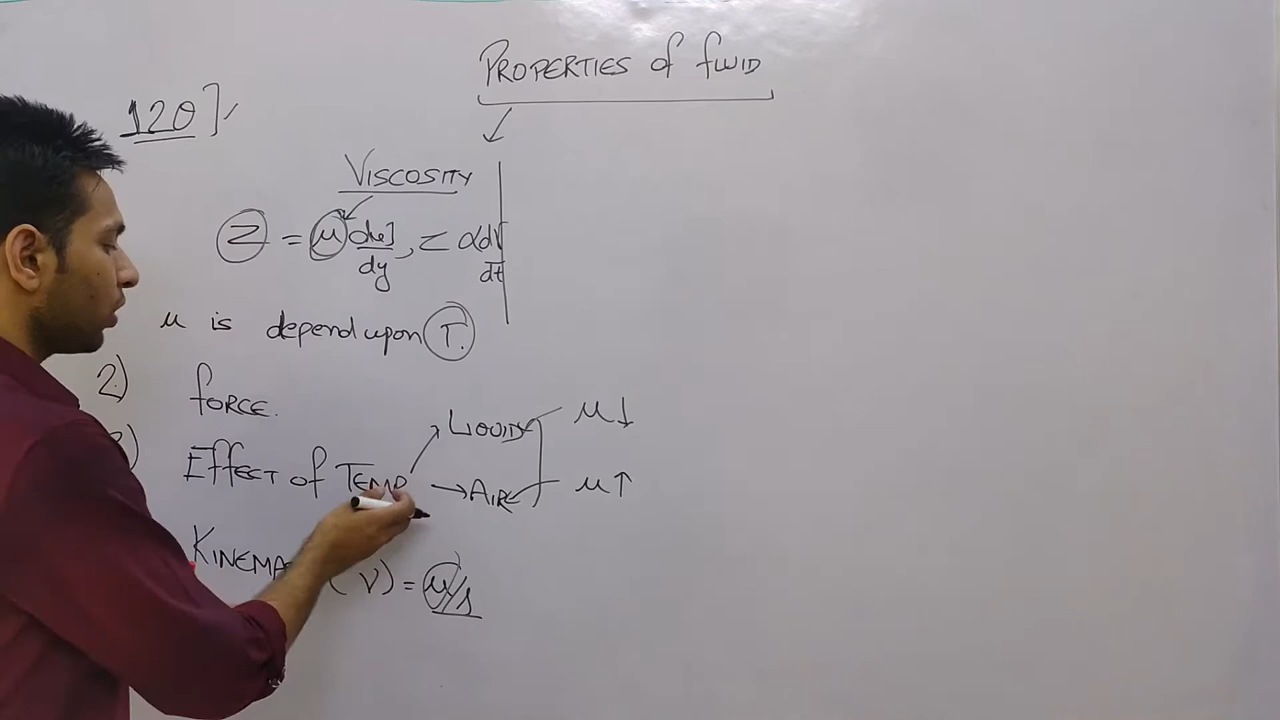 PROPERTIES of fluid
120]
VISCOSITY
Z = μ du/dy, Z α dv/dt
μ is depend upon T.
2) force.
3) Effect of TEMP → Liquid μ↓
→ AIR μ↑
KINEMA ( ν) = μ/s